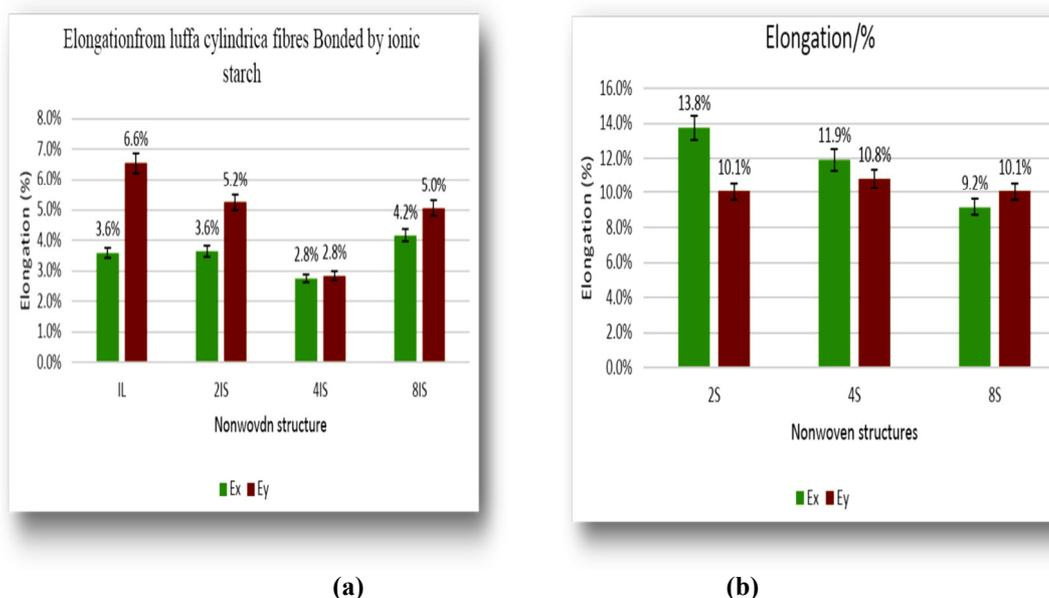 Elongationfrom luffa cylindrica fibres Bonded by ionic
starch
8.0%
7.0%
6.0%
5.0%
4.0%
3.0%
2.0%
1.0%
0.0%
Elongation (%)
3.6%
6.6%
3.6%
5.2%
2.8%
2.8%
4.2%
5.0%
IL
2IS
4IS
8IS
Nonwovdn structure
Ex
Ey
(a)
Elongation/%
16.0%
14.0%
12.0%
10.0%
8.0%
6.0%
4.0%
2.0%
0.0%
Elongation (%)
13.8%
10.1%
11.9%
10.8%
9.2%
10.1%
2S
4S
8S
Nonwoven structures
Ex
Ey
(b)